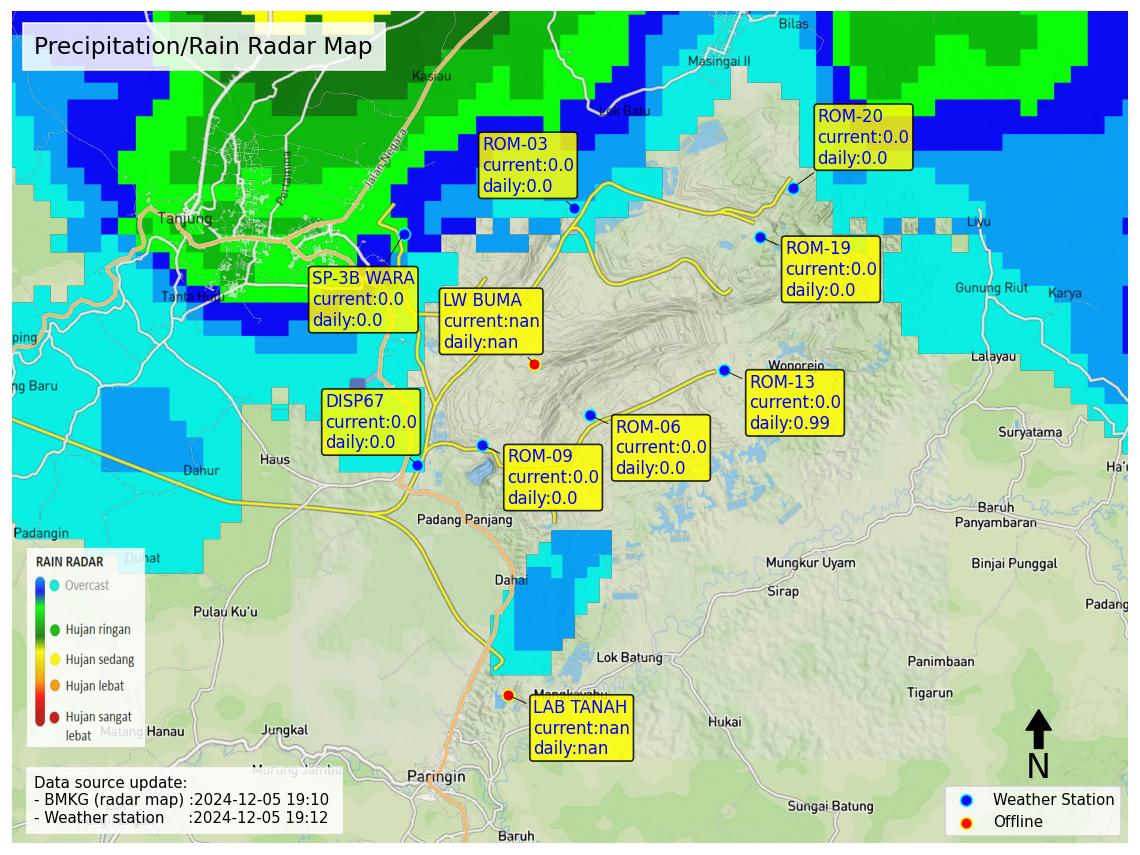 Precipitation/Rain Radar Map
Bilas
Masingai II
Kasiau
Lok Batu
ROM-20
current:0.0
daily:0.0
ROM-03
current:0.0
daily:0.0
Jalan Negara
Pertamina
Tanjung
Liyu
ROM-19
current:0.0
daily:0.0
SP-3B WARA
current:0.0
daily:0.0
Tanta Hulu
LW BUMA
current:nan
daily:nan
Gunung Riut
Karya
ping
Lalayau
Wonorejo
ng Baru
ROM-13
current:0.0
daily:0.99
DISP67
current:0.0
daily:0.0
ROM-06
current:0.0
daily:0.0
Suryatama
ROM-09
current:0.0
daily:0.0
Haus
Dahur
Ha'u
Baruh
Panyambaran
Padang Panjang
Padangin
Duhat
Mungkur Uyam
Binjai Punggal
RAIN RADAR
Overcast
Hujan ringan
Hujan sedang
Hujan lebat
Hujan sangat
lebat
Dahai
Sirap
Padang
Pulau Ku'u
Lok Batung
Panimbaan
Tigarun
Mangkayahu
LAB TANAH
current:nan
daily:nan
Hukai
Matang Hanau
Jungkal
Murung Jambu
Paringin
N
Data source update:
- BMKG (radar map) :2024-12-05 19:10
- Weather station :2024-12-05 19:12
Weather Station
Offline
Sungai Batung
Baruh